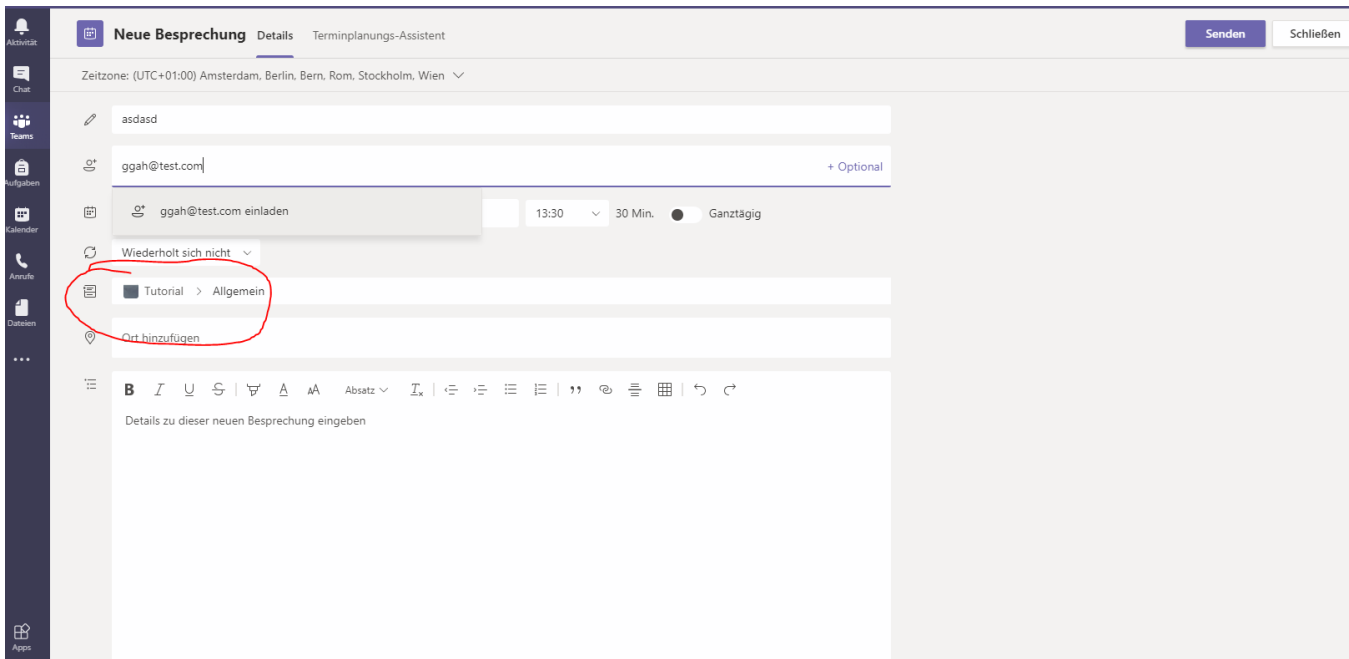 Aktivität
Chat
Teams
Aufgaben
Kalender
Anrufe
Dateien
Apps
Neue Besprechung Details Terminplanungs-Assistent Senden Schließen
Zeitzone: (UTC+01:00) Amsterdam, Berlin, Bern, Rom, Stockholm, Wien
asdasd
ggah@test.com + Optional
ggah@test.com einladen 13:30 30 Min. Ganztägig
Wiederholt sich nicht
Tutorial > Allgemein
Ort hinzufügen
B I U S A AA Absatz Tx
Details zu dieser neuen Besprechung eingeben